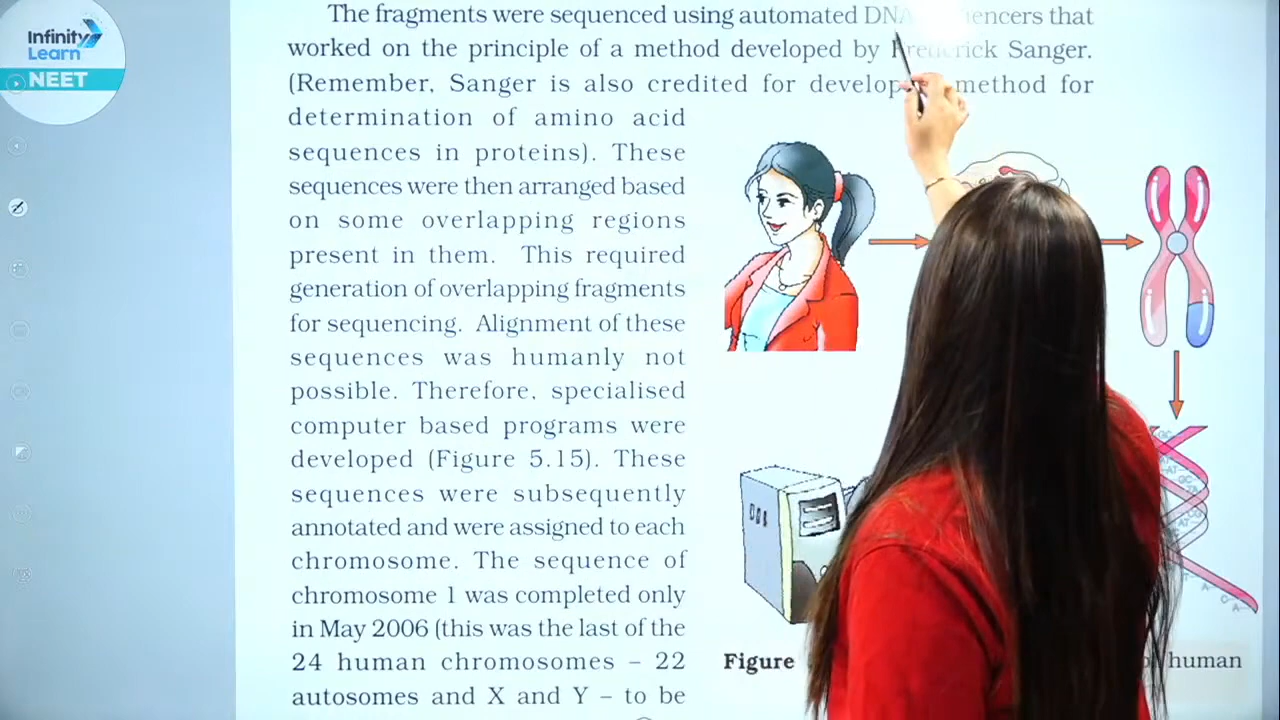 Infinity
Learn
NEET
The fragments were sequenced using automated DNA that
worked on the principle of a method developed by Frederick Sanger.
(Remember, Sanger is also credited for method for
determination of amino acid
sequences in proteins). These
sequences were then arranged based
on some overlapping regions
present in them. This required
generation of overlapping fragments
for sequencing. Alignment of these
sequences was humanly not
possible. Therefore, specialised
computer based programs were
developed (Figure 5.15). These
sequences were subsequently
annotated and were assigned to each
chromosome. The sequence of
chromosome 1 was completed only
in May 2006 (this was the last of the
24 human chromosomes – 22
autosomes and X and Y – to be
Figure human